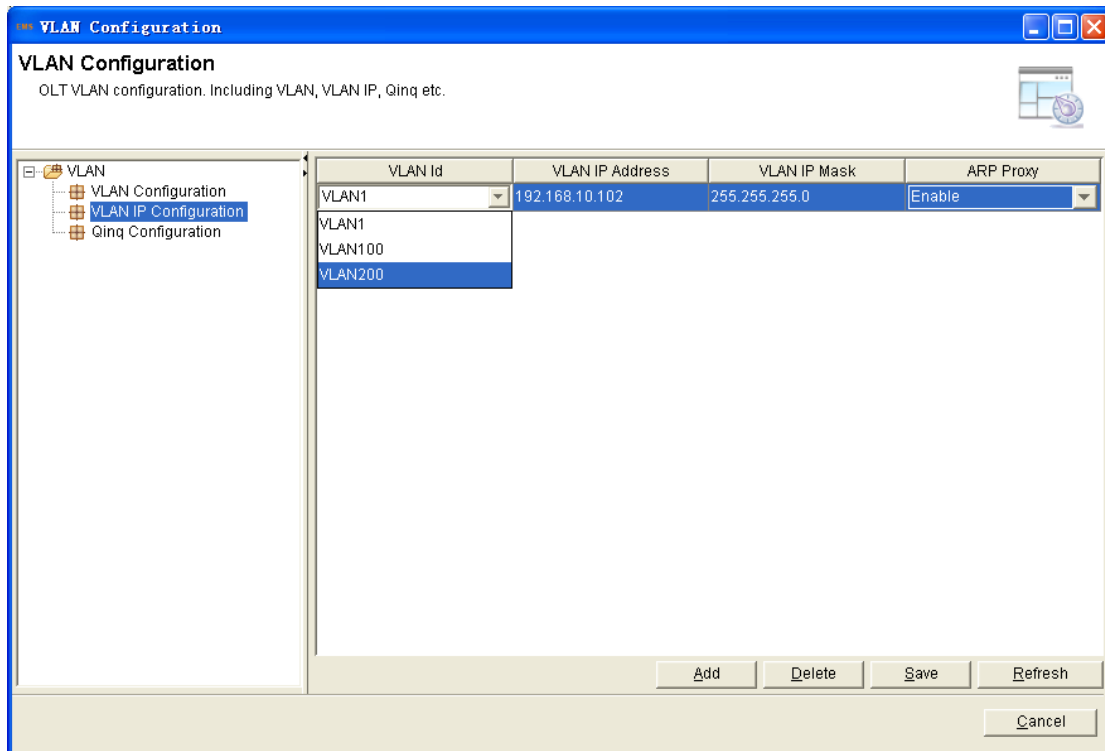 EMS VLAN Configuration
VLAN Configuration
OLT VLAN configuration. Including VLAN, VLAN IP, Qinq etc.
VLAN
VLAN Configuration
VLAN IP Configuration
Qinq Configuration
VLAN Id VLAN IP Address VLAN IP Mask ARP Proxy
VLAN1 192.168.10.102 255.255.255.0 Enable
VLAN1
VLAN100
VLAN200
Add Delete Save Refresh
Cancel